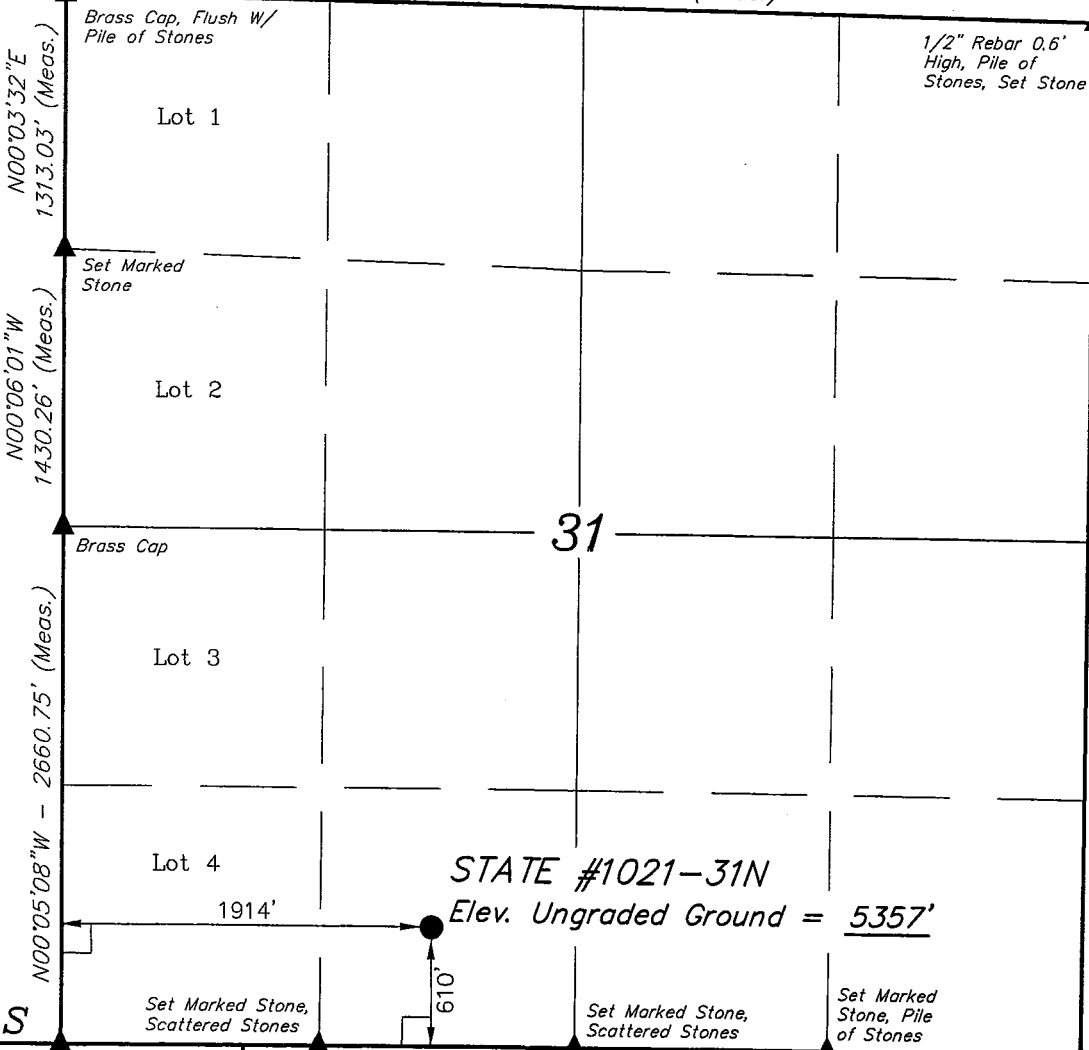 Brass Cap, Flush W/
Pile of Stones
1/2" Rebar 0.6'
High, Pile of
Stones, Set Stone
N00°03'32"E
1313.03' (Meas.)
Lot 1
Set Marked
Stone
N00°06'01"W
1430.26' (Meas.)
Lot 2
31
Brass Cap
N00°05'08"W - 2660.75' (Meas.)
Lot 3
Lot 4
STATE #1021-31N
Elev. Ungraded Ground = 5357'
1914'
610'
S
Set Marked Stone,
Scattered Stones
Set Marked Stone,
Scattered Stones
Set Marked
Stone, Pile
of Stones